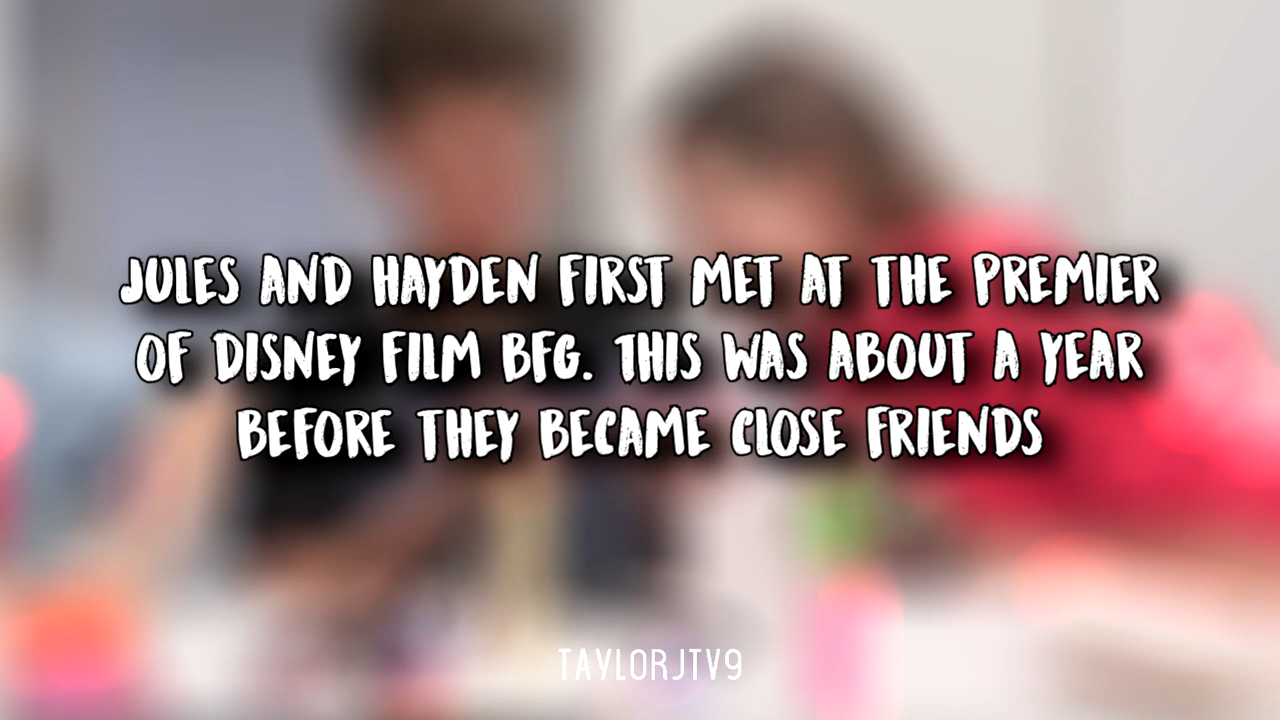 JULES AND HAYDEN FIRST MET AT THE PREMIER
OF DISNEY FILM BFG. THIS WAS ABOUT A YEAR
BEFORE THEY BECAME CLOSE FRIENDS
TAYLORJTV9